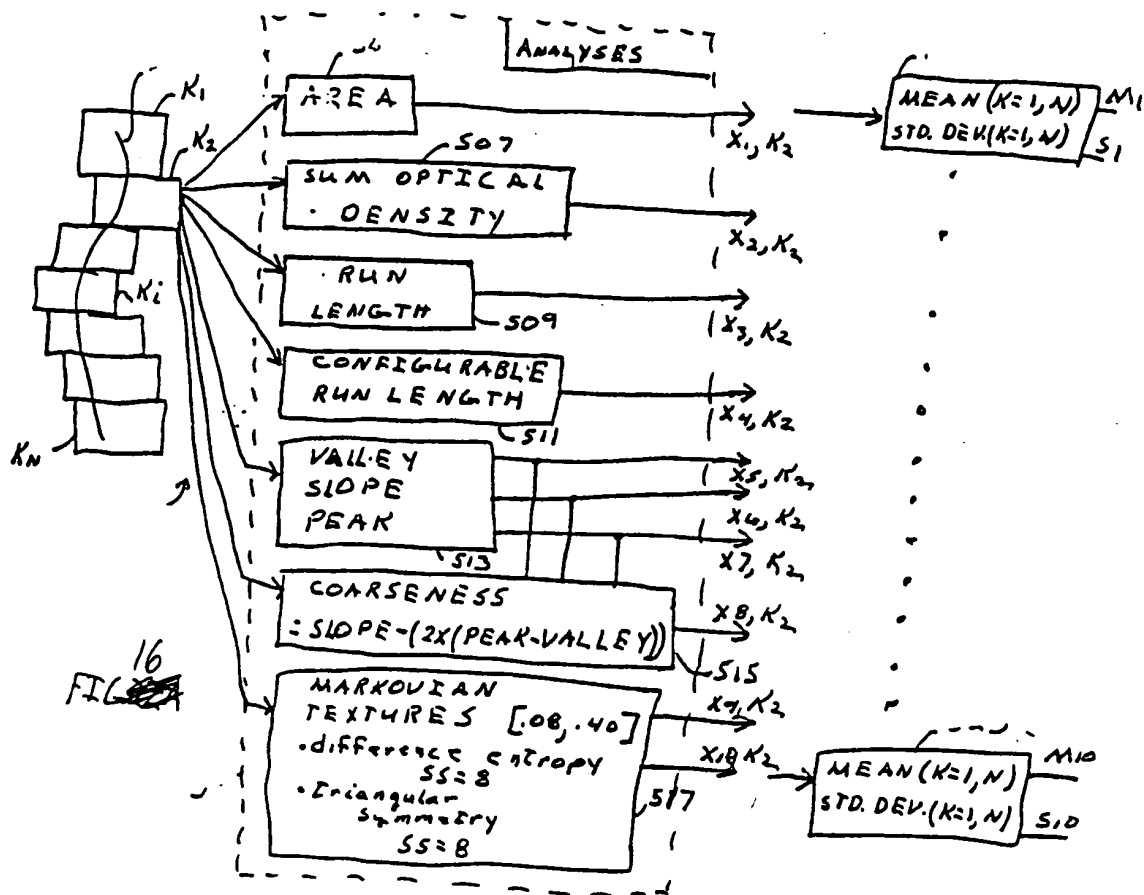 ANALYSES
K1
K2
Ki
KN
AREA
X1, K2
507
SUM OPTICAL
DENSITY
X2, K2
RUN
LENGTH
509
X3, K2
CONFIGURABLE
RUN LENGTH
511
X4, K2
VALLEY
SLOPE
PEAK
513
X5, K2
X6, K2
X7, K2
COARSENESS
=SLOPE-(2X(PEAK-VALLEY))
515
X8, K2
MARKOVIAN
TEXTURES [.08, .40]
•difference entropy
SS=8
•Triangular
symmetry
SS=8
517
X9, K2
X10 K2
MEAN(K=1,N)
STD. DEV.(K=1,N)
M1
S1
MEAN(K=1,N)
STD. DEV.(K=1,N)
M10
S10
16
FIG